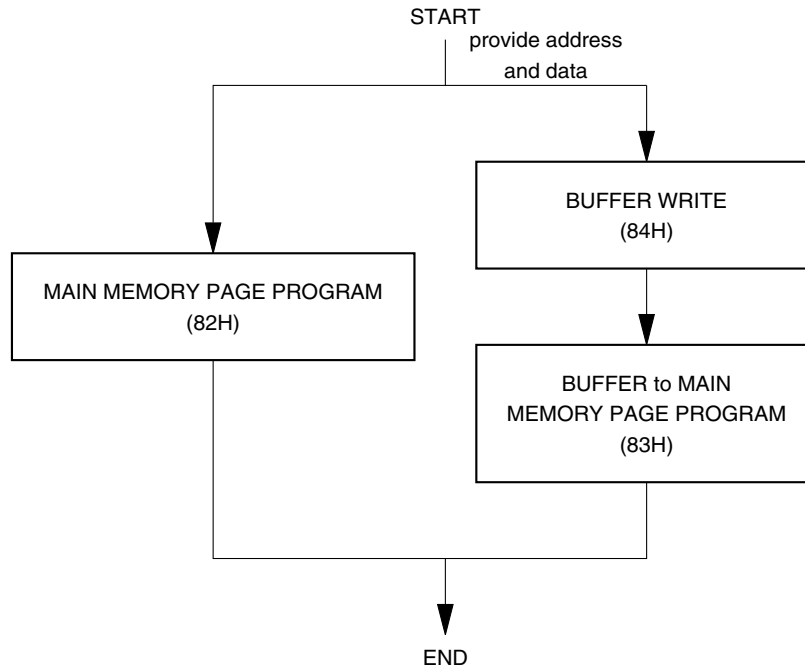 START
provide address
and data
BUFFER WRITE
(84H)
MAIN MEMORY PAGE PROGRAM
(82H)
BUFFER to MAIN
MEMORY PAGE PROGRAM
(83H)
END